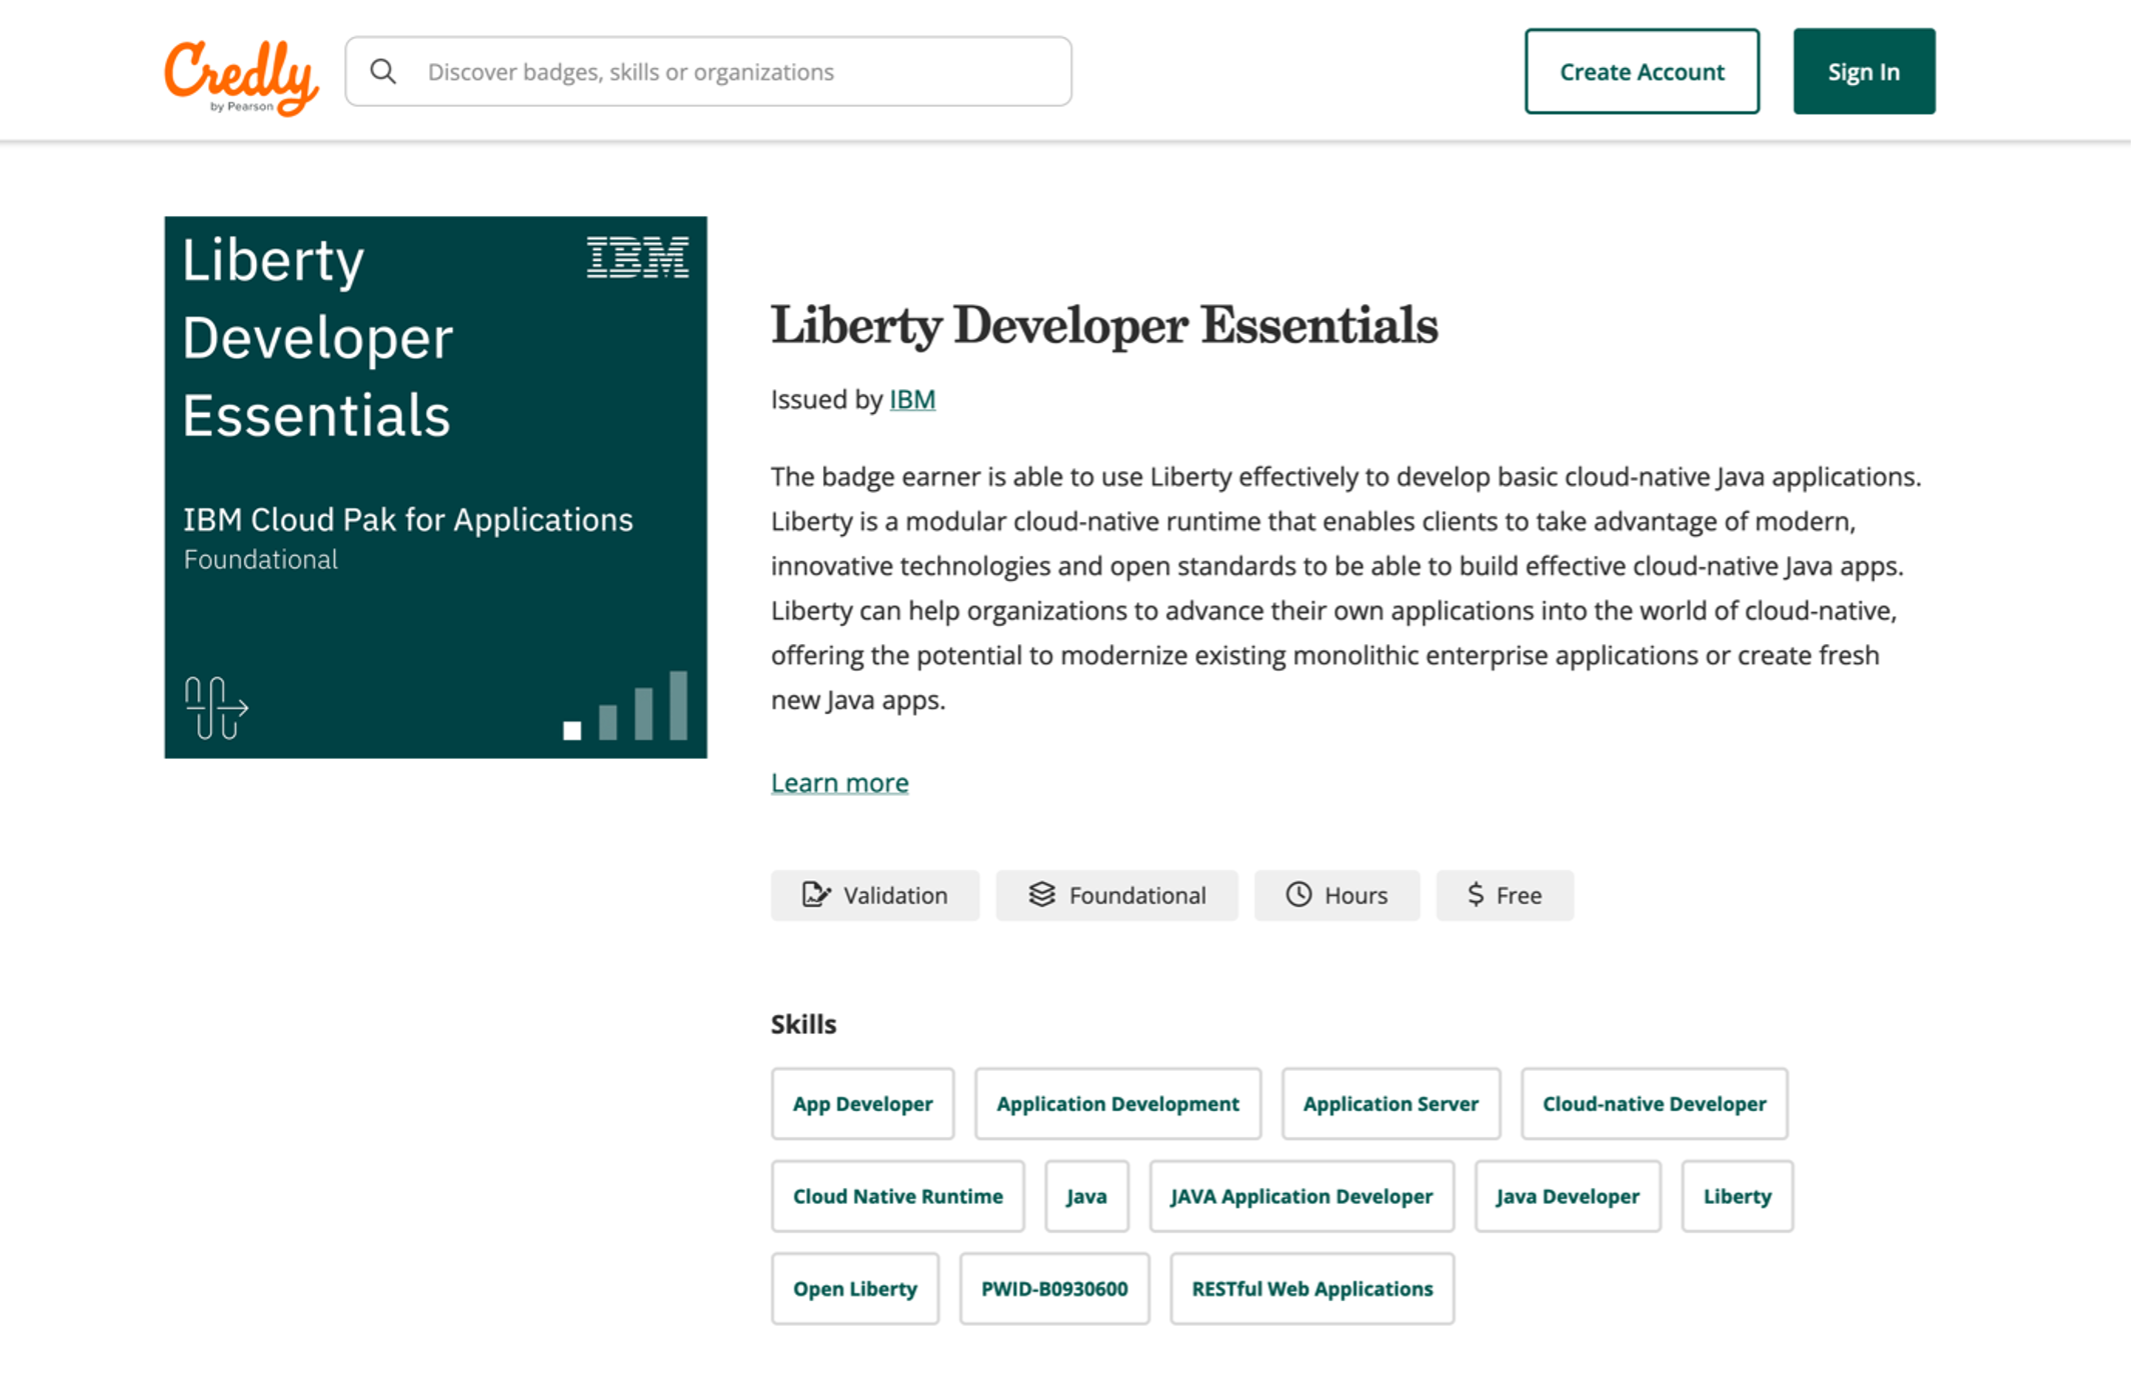 Credly
by Pearson
Discover badges, skills or organizations
Create Account
Sign In
Liberty
Developer
Essentials
IBM
IBM Cloud Pak for Applications
Foundational
Liberty Developer Essentials
Issued by IBM
The badge earner is able to use Liberty effectively to develop basic cloud-native Java applications.
Liberty is a modular cloud-native runtime that enables clients to take advantage of modern,
innovative technologies and open standards to be able to build effective cloud-native Java apps.
Liberty can help organizations to advance their own applications into the world of cloud-native,
offering the potential to modernize existing monolithic enterprise applications or create fresh
new Java apps.
Learn more
Validation
Foundational
Hours
$ Free
Skills
App Developer
Application Development
Application Server
Cloud-native Developer
Cloud Native Runtime
Java
JAVA Application Developer
Java Developer
Liberty
Open Liberty
PWID-B0930600
RESTful Web Applications